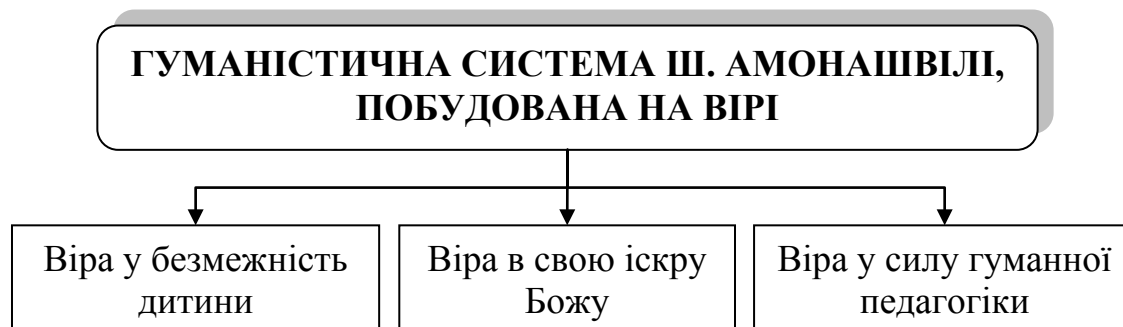 ГУМАНІСТИЧНА СИСТЕМА Ш. АМОНАШВІЛІ,
ПОБУДОВАНА НА ВІРІ
Віра у безмежність
дитини
Віра в свою іскру
Божу
Віра у силу гуманної
педагогіки